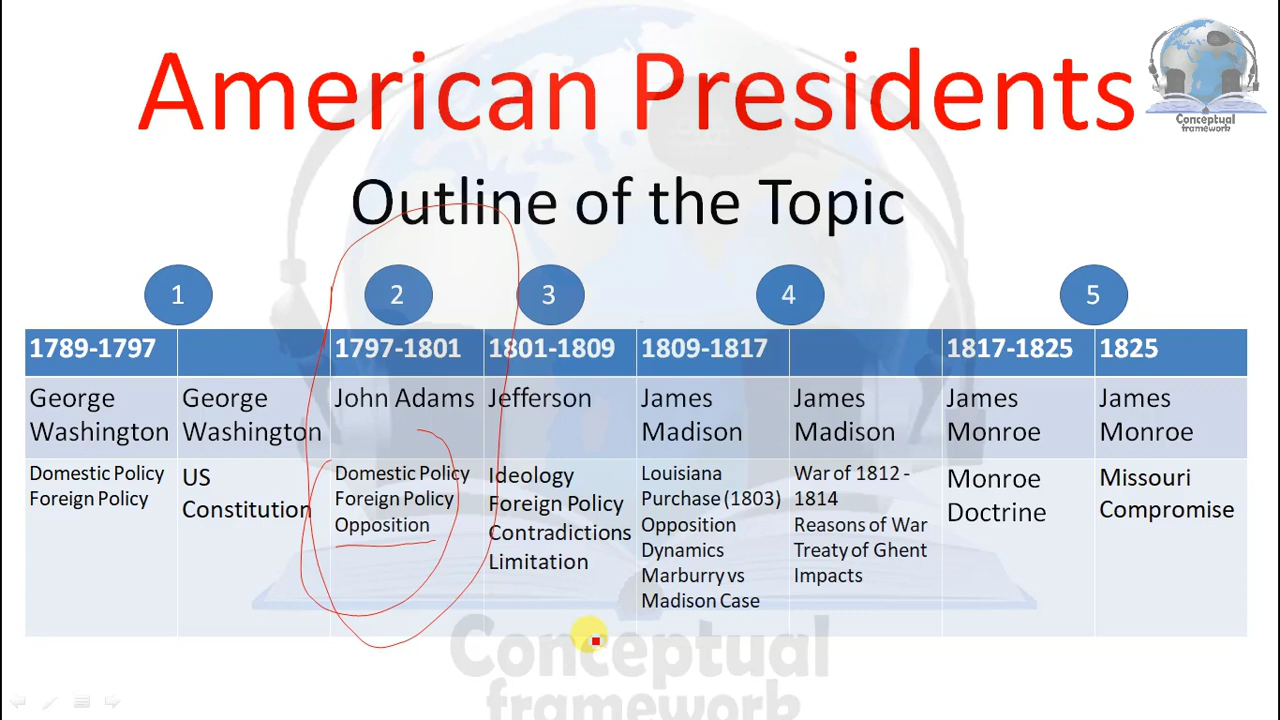 American Presidents
Conceptual
framework
Outline of the Topic
1
2
3
4
5
1789-1797
1797-1801
1801-1809
1809-1817
1817-1825
1825
George
Washington
George
Washington
John Adams
Jefferson
James
Madison
James
Madison
James
Monroe
James
Monroe
Domestic Policy
Foreign Policy
US
Constitution
Domestic Policy
Foreign Policy
Opposition
Ideology
Foreign Policy
Contradictions
Limitation
Louisiana
Purchase (1803)
Opposition
Dynamics
Marburry vs
Madison Case
War of 1812 -
1814
Reasons of War
Treaty of Ghent
Impacts
Monroe
Doctrine
Missouri
Compromise
Conceptual
framework